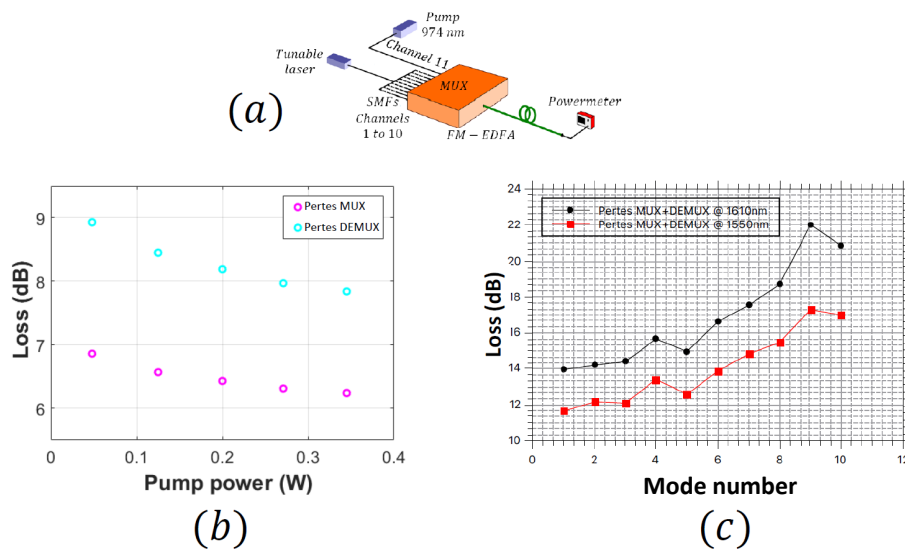 Pump
974 nm
Tunable
laser
Channel 11
MUX
SMFs
Channels
1 to 10
FM − EDFA
Powermeter
(a)
9
8
7
6
Loss (dB)
Pertes MUX
Pertes DEMUX
0
0.1
0.2
0.3
0.4
Pump power (W)
(b)
24
22
20
18
16
14
12
10
Loss (dB)
Pertes MUX+DEMUX @ 1610nm
Pertes MUX+DEMUX @ 1550nm
0
2
4
6
8
10
12
Mode number
(c)